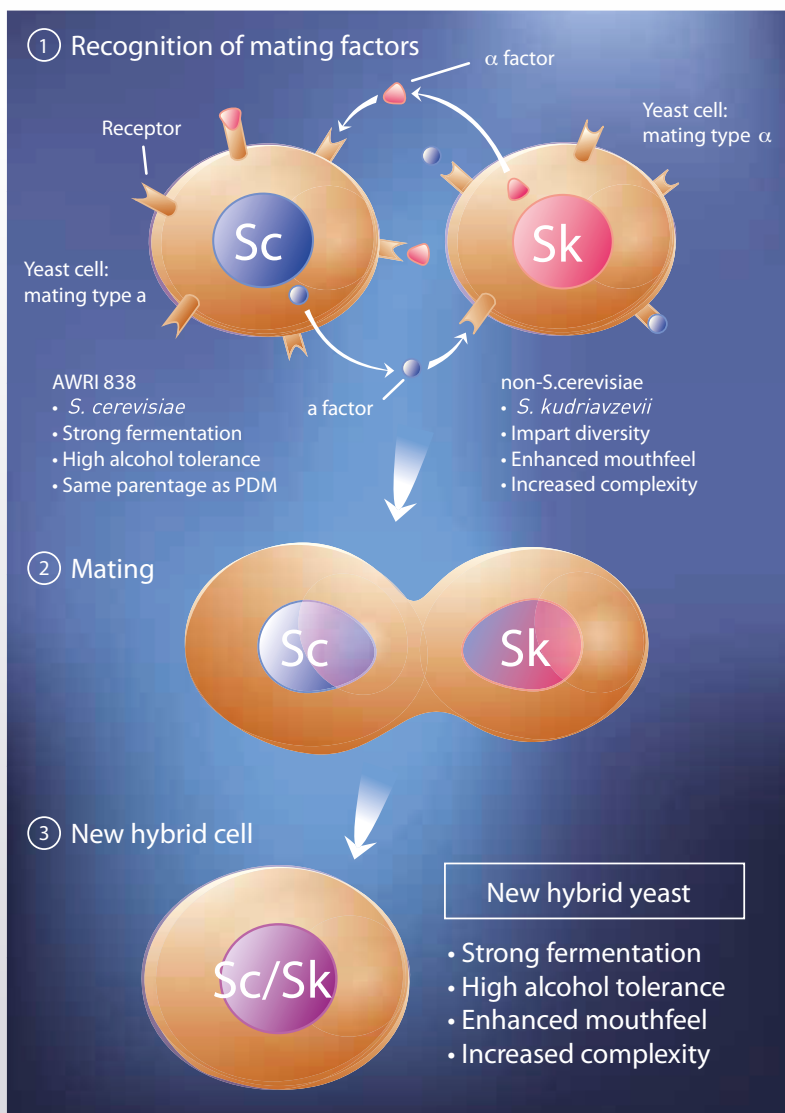 1 Recognition of mating factors
α factor
Receptor
Yeast cell:
mating type α
Sc
Sk
Yeast cell:
mating type a
a factor
AWRI 838
• S. cerevisiae
• Strong fermentation
• High alcohol tolerance
• Same parentage as PDM
non-S.cerevisiae
• S. kudriavzevii
• Impart diversity
• Enhanced mouthfeel
• Increased complexity
2 Mating
Sc
Sk
3 New hybrid cell
Sc/Sk
New hybrid yeast
• Strong fermentation
• High alcohol tolerance
• Enhanced mouthfeel
• Increased complexity